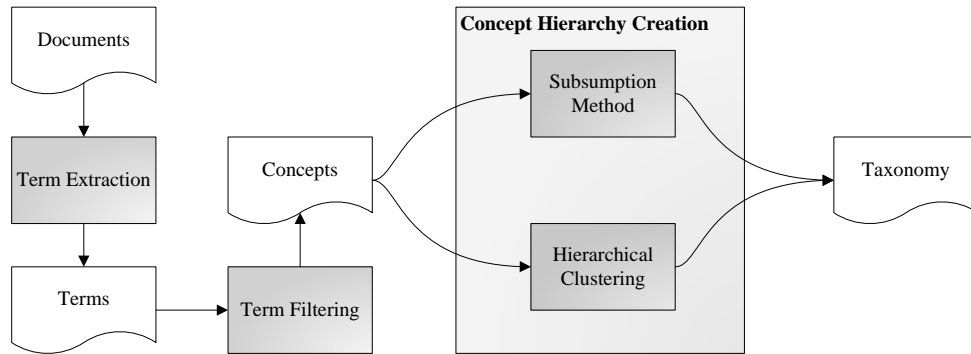 Documents
Term Extraction
Terms
Term Filtering
Concepts
Concept Hierarchy Creation
Subsumption
Method
Hierarchical
Clustering
Taxonomy